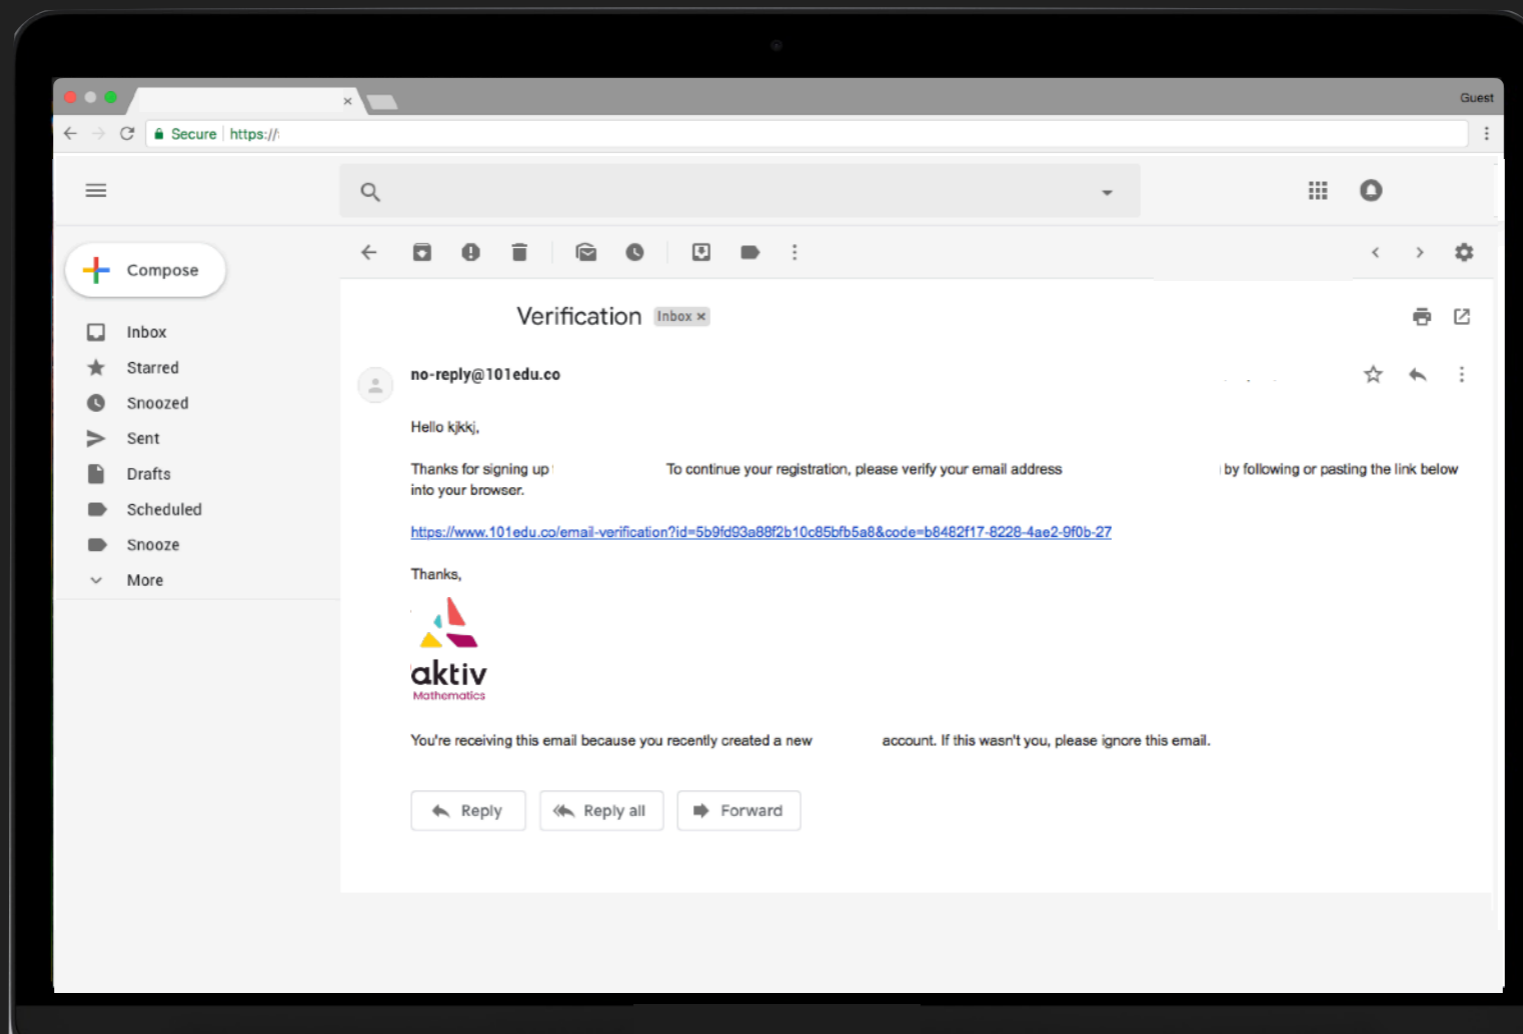 Guest
Secure https://
Compose
Verification Inbox ×
Inbox
Starred
Snoozed
Sent
Drafts
Scheduled
Snooze
More
no-reply@101edu.co
Hello kjkkj,
Thanks for signing up To continue your registration, please verify your email address by following or pasting the link below
into your browser.
https://www.101edu.co/email-verification?id=5b9fd93a88f2b10c85bfb5a8&code=b8482f17-8228-4ae2-9f0b-27
Thanks,
aktiv
Mathematics
You're receiving this email because you recently created a new account. If this wasn't you, please ignore this email.
Reply Reply all Forward